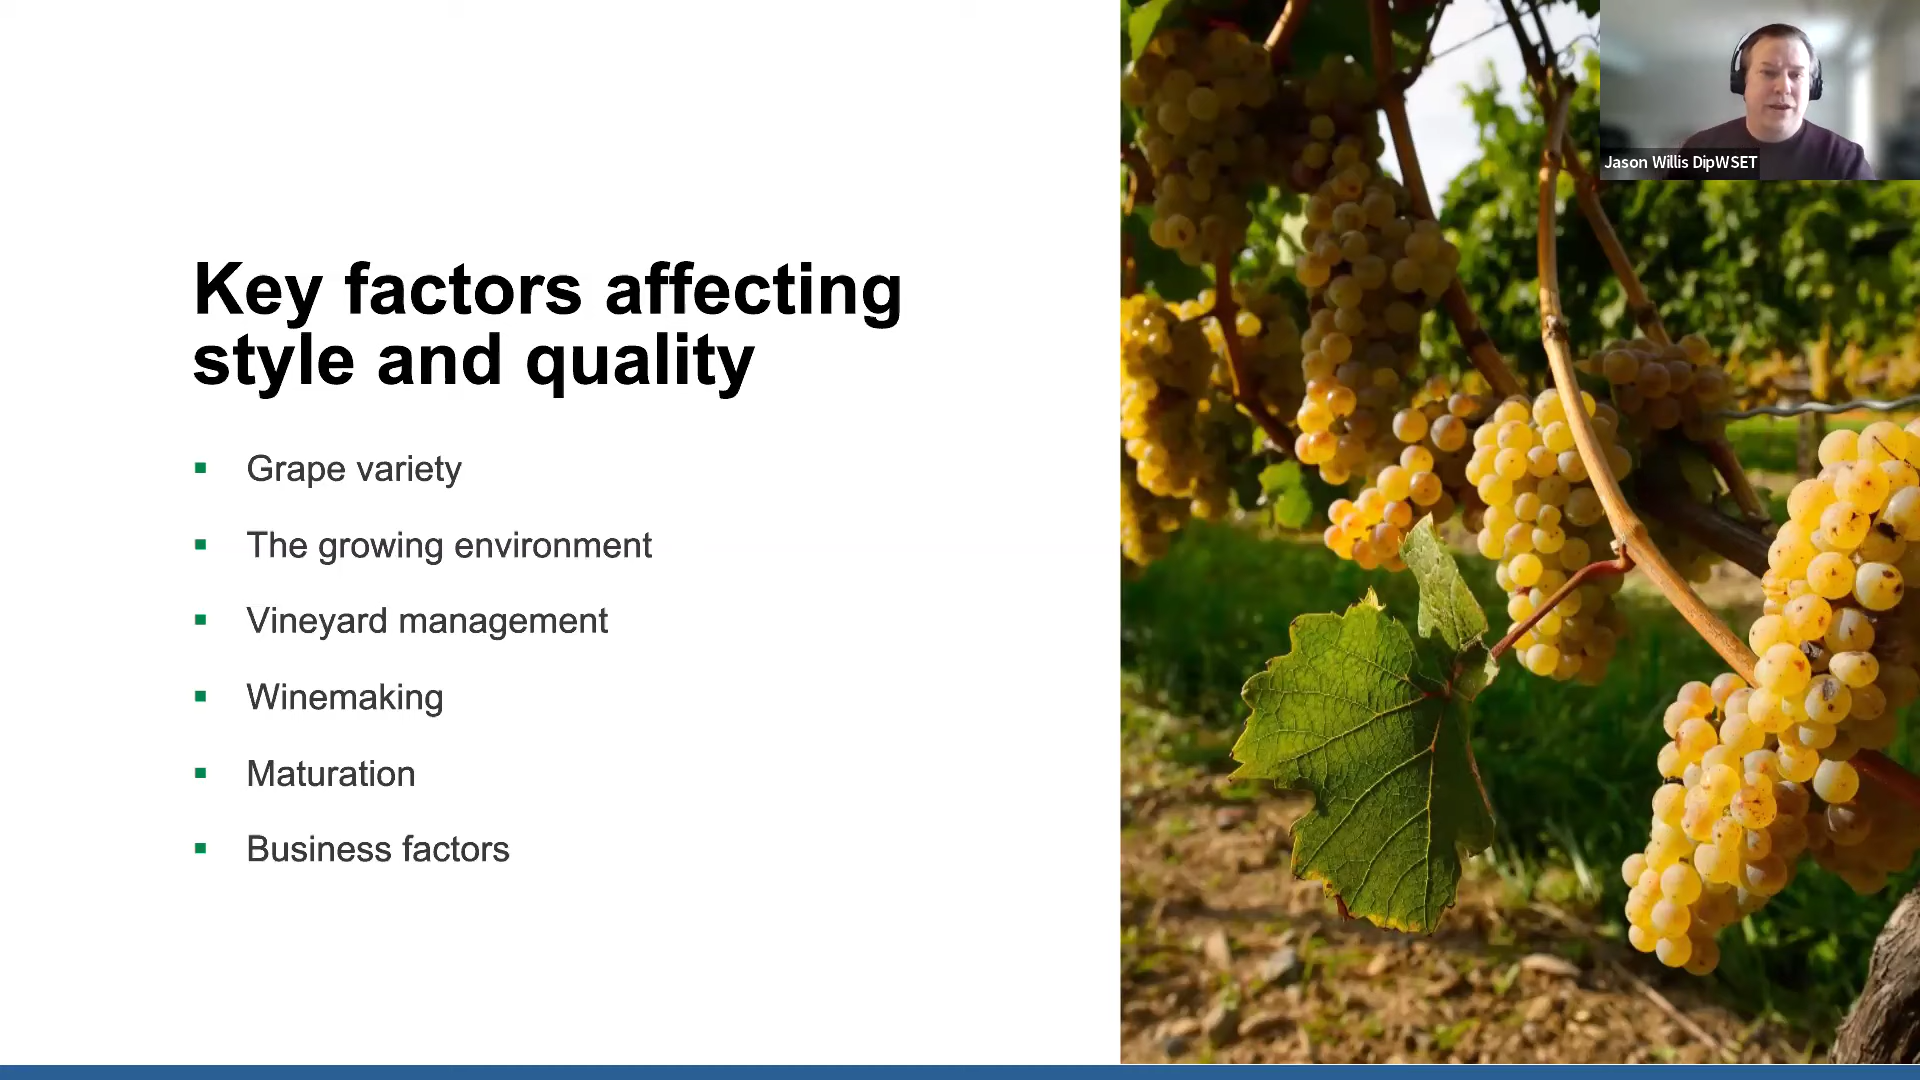 Key factors affecting
style and quality
Grape variety
The growing environment
Vineyard management
Winemaking
Maturation
Business factors
Jason Willis DipWSET